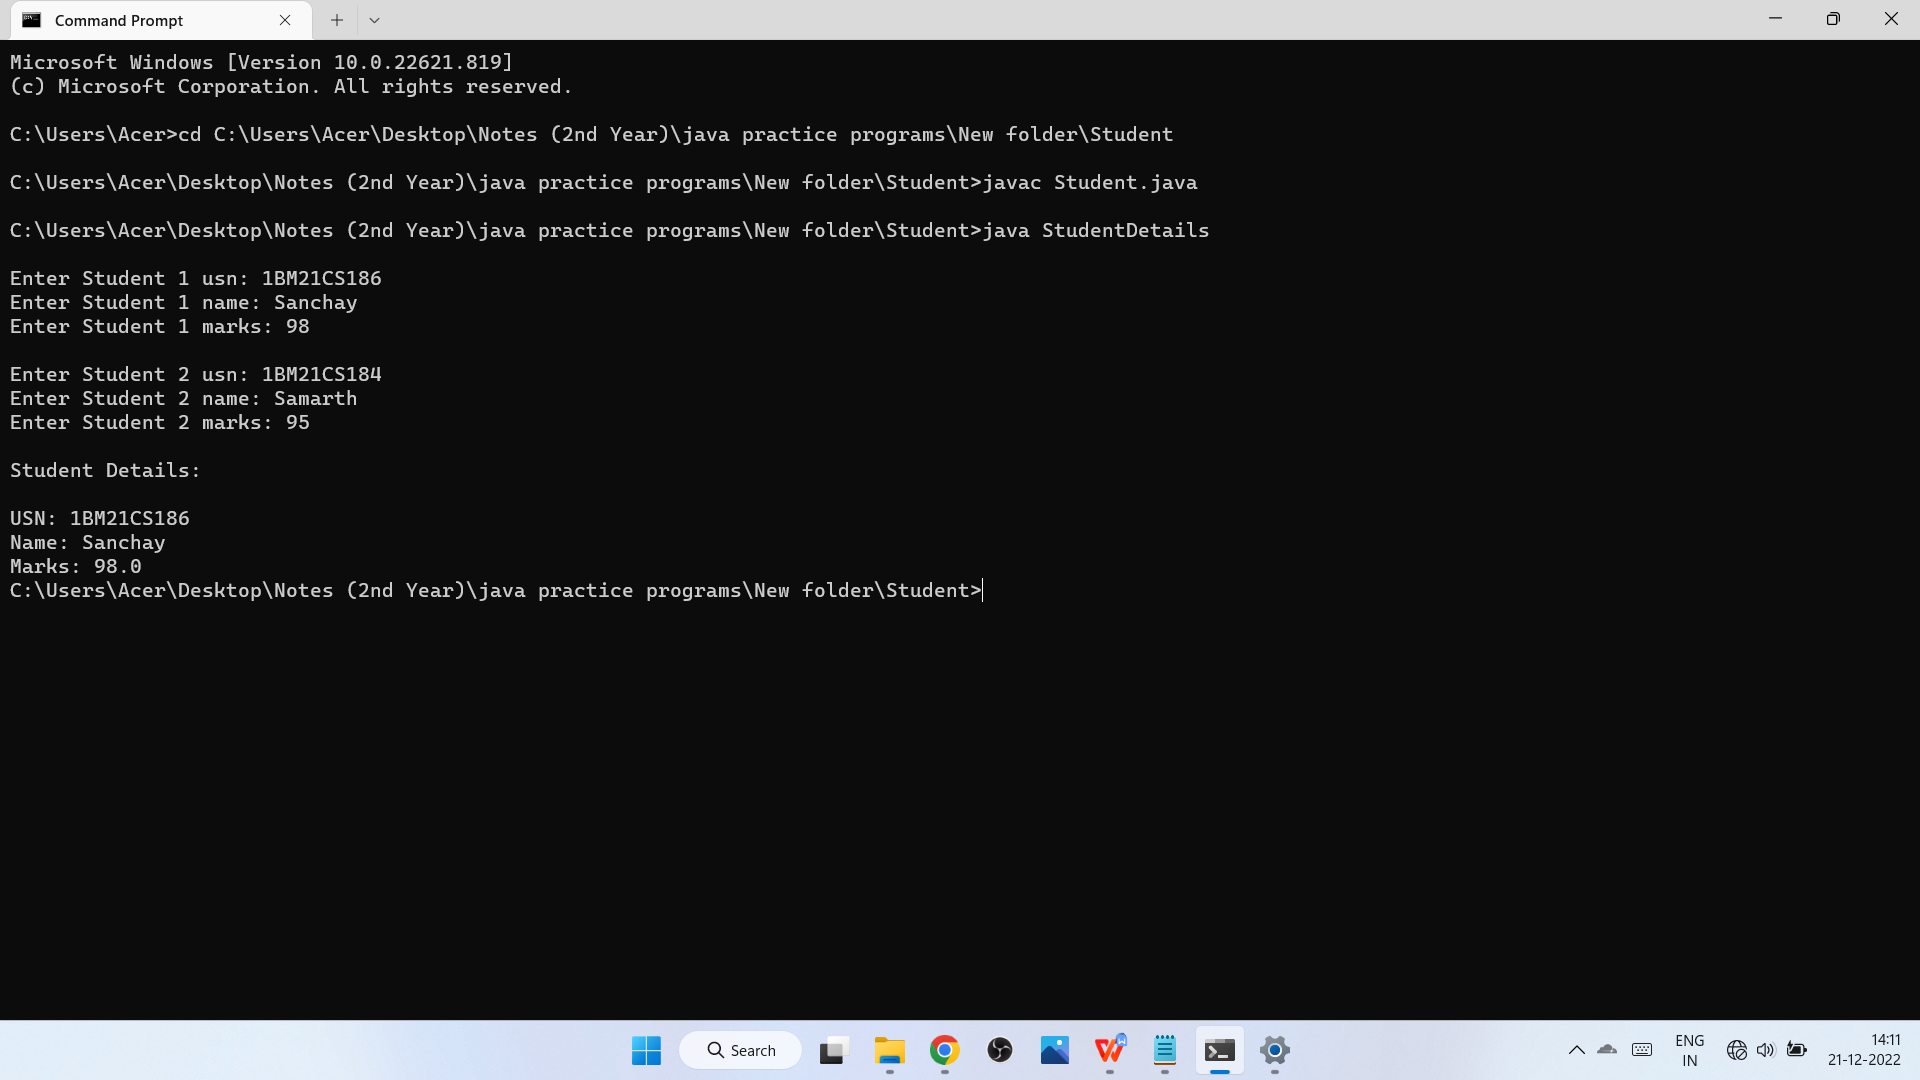 Command Prompt
Microsoft Windows [Version 10.0.22621.819]
(c) Microsoft Corporation. All rights reserved.
C:\Users\Acer>cd C:\Users\Acer\Desktop\Notes (2nd Year)\java practice programs\New folder\Student
C:\Users\Acer\Desktop\Notes (2nd Year)\java practice programs\New folder\Student>javac Student.java
C:\Users\Acer\Desktop\Notes (2nd Year)\java practice programs\New folder\Student>java StudentDetails
Enter Student 1 usn: 1BM21CS186
Enter Student 1 name: Sanchay
Enter Student 1 marks: 98
Enter Student 2 usn: 1BM21CS184
Enter Student 2 name: Samarth
Enter Student 2 marks: 95
Student Details:
USN: 1BM21CS186
Name: Sanchay
Marks: 98.0
C:\Users\Acer\Desktop\Notes (2nd Year)\java practice programs\New folder\Student>
Search
ENG
IN
14:11
21-12-2022